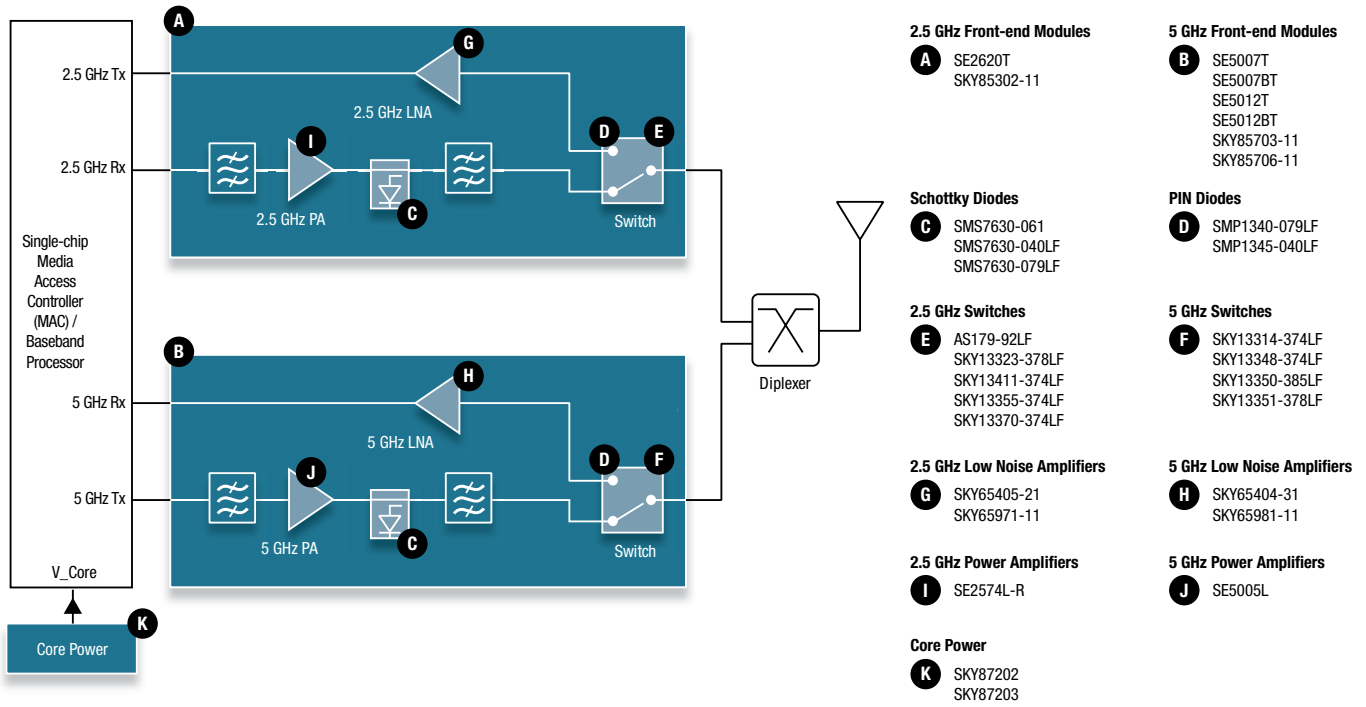 A
G
2.5 GHz Tx
2.5 GHz LNA
D
E
I
2.5 GHz Rx
C
2.5 GHz PA
Switch
Single-chip
Media
Access
Controller
(MAC) /
Baseband
Processor
B
H
Diplexer
5 GHz Rx
5 GHz LNA
D
F
J
5 GHz Tx
C
5 GHz PA
Switch
V_Core
K
Core Power
2.5 GHz Front-end Modules
A
SE2620T
SKY85302-11
5 GHz Front-end Modules
B
SE5007T
SE5007BT
SE5012T
SE5012BT
SKY85703-11
SKY85706-11
Schottky Diodes
C
SMS7630-061
SMS7630-040LF
SMS7630-079LF
PIN Diodes
D
SMP1340-079LF
SMP1345-040LF
2.5 GHz Switches
E
AS179-92LF
SKY13323-378LF
SKY13411-374LF
SKY13355-374LF
SKY13370-374LF
5 GHz Switches
F
SKY13314-374LF
SKY13348-374LF
SKY13350-385LF
SKY13351-378LF
2.5 GHz Low Noise Amplifiers
G
SKY65405-21
SKY65971-11
5 GHz Low Noise Amplifiers
H
SKY65404-31
SKY65981-11
2.5 GHz Power Amplifiers
I
SE2574L-R
5 GHz Power Amplifiers
J
SE5005L
Core Power
K
SKY87202
SKY87203